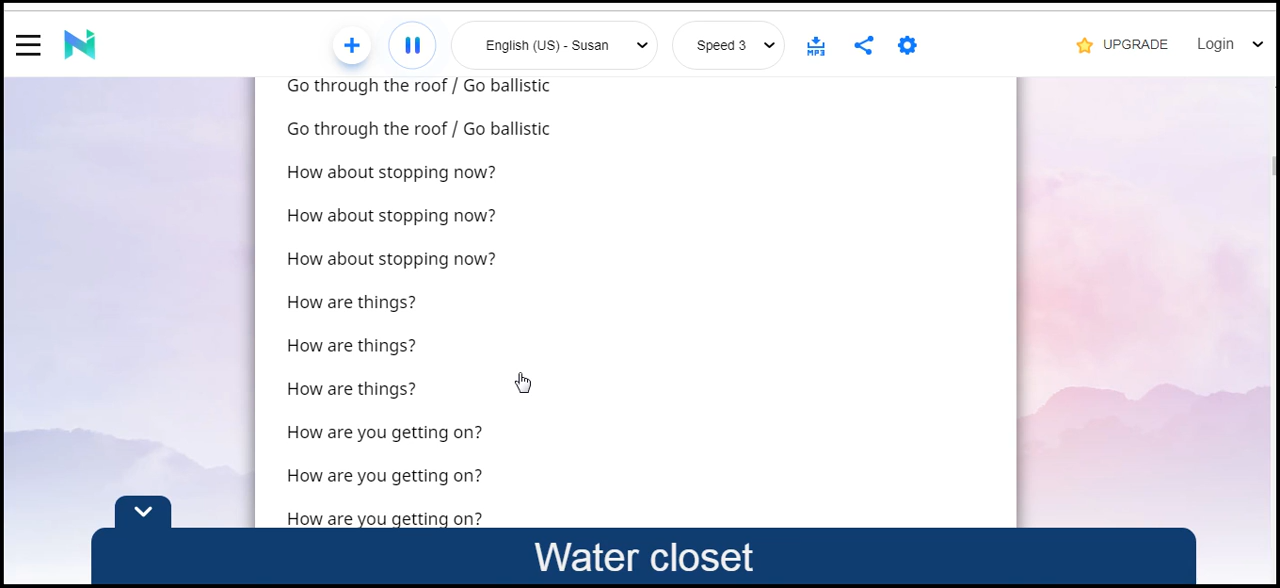 English (US) - Susan
Speed 3
MP3
UPGRADE
Login
Go through the roof / Go ballistic
Go through the roof / Go ballistic
How about stopping now?
How about stopping now?
How about stopping now?
How are things?
How are things?
How are things?
How are you getting on?
How are you getting on?
How are you getting on?
Water closet